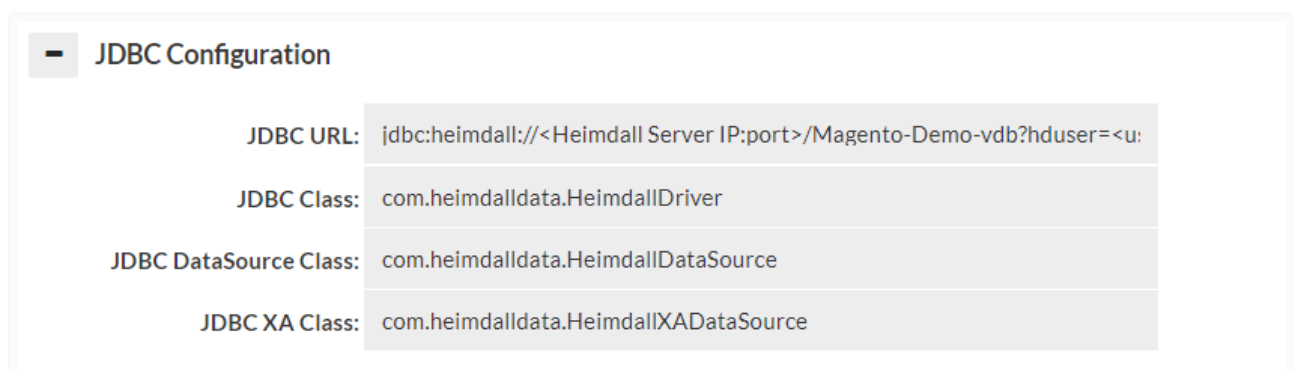 JDBC Configuration
JDBC URL: jdbc:heimdall://<Heimdall Server IP:port>/Magento-Demo-vdb?hduser=<u
JDBC Class: com.heimdalldata.HeimdallDriver
JDBC DataSource Class: com.heimdalldata.HeimdallDataSource
JDBC XA Class: com.heimdalldata.HeimdallXADataSource